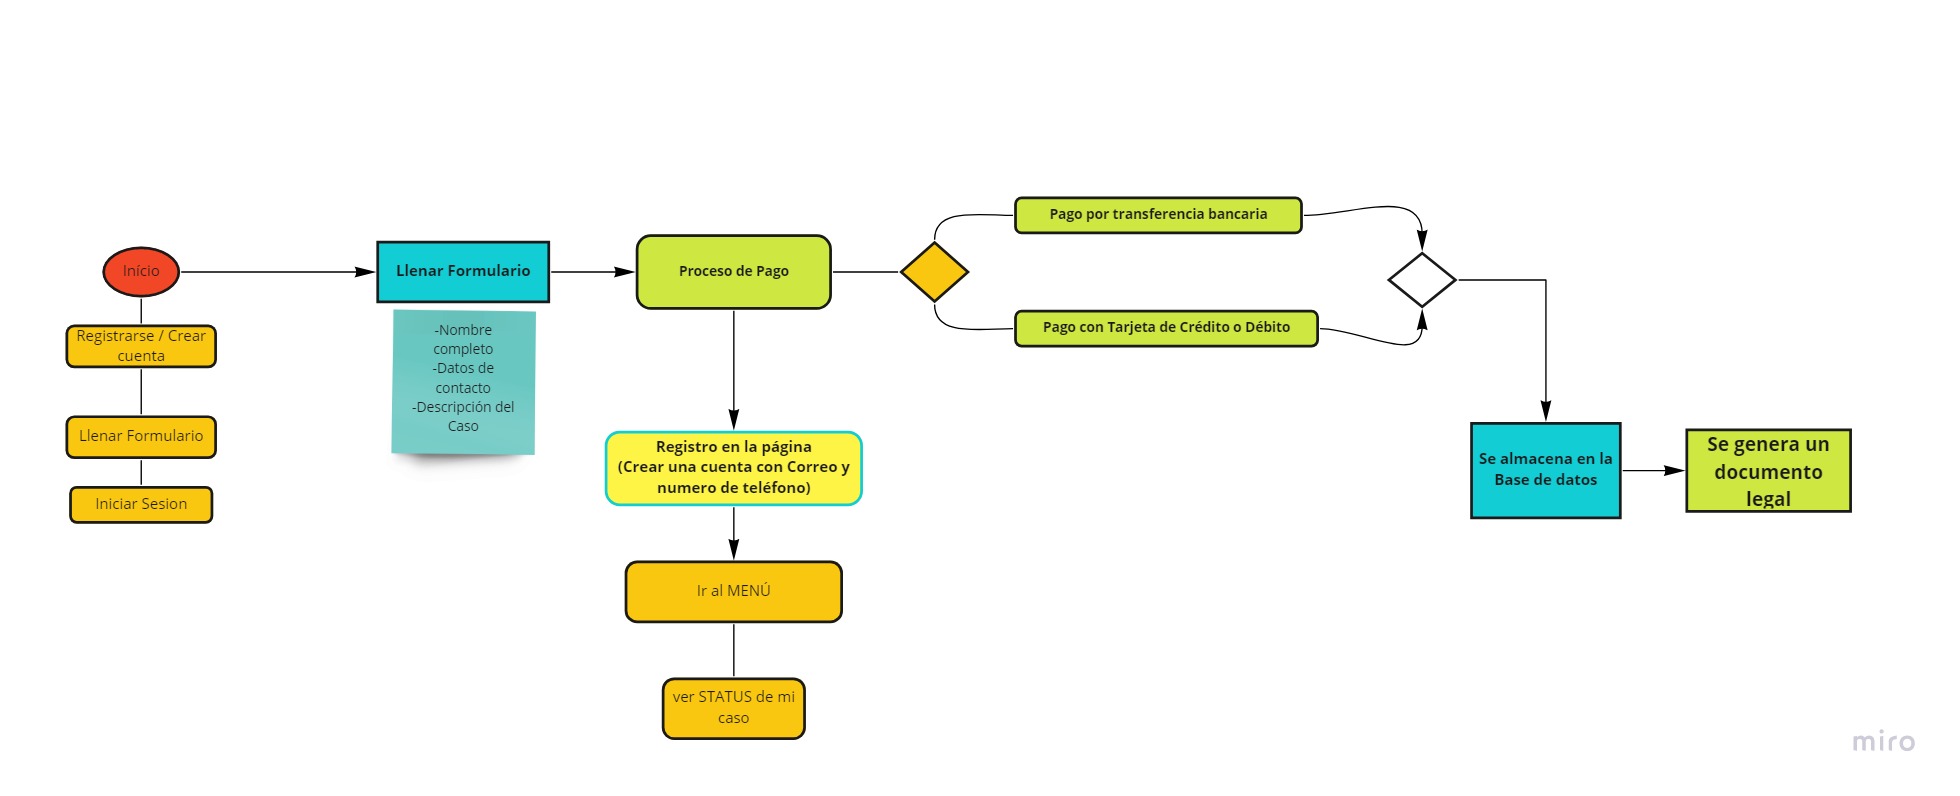 Início
Registrarse / Crear
cuenta
Llenar Formulario
Iniciar Sesion
Llenar Formulario
-Nombre
completo
-Datos de
contacto
-Descripción del
Caso
Proceso de Pago
Registro en la página
(Crear una cuenta con Correo y
numero de teléfono)
Ir al MENÚ
ver STATUS de mi
caso
Pago por transferencia bancaria
Pago con Tarjeta de Crédito o Débito
Se almacena en la
Base de datos
Se genera un
documento
legal
miro